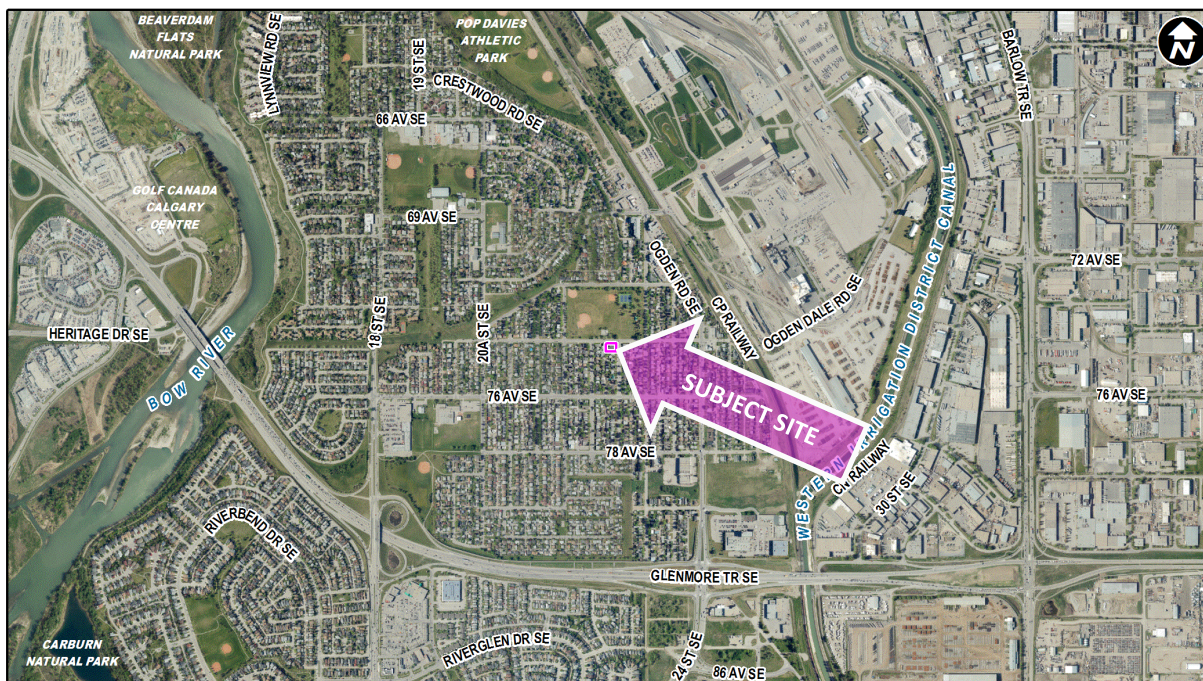 BEAVERDAM
FLATS
NATURAL PARK
LYNNVIEW RD SE
19 ST SE
POP DAVIES
ATHLETIC
PARK
CRESTWOOD RD SE
BARLOW TR SE
N
66 AV SE
GOLF CANADA
CALGARY
CENTRE
69 AV SE
OGDEN RD SE
CP RAILWAY
OGDEN DALE RD SE
WESTERN IRRIGATION DISTRICT CANAL
72 AV SE
HERITAGE DR SE
BOW RIVER
18 ST SE
20A ST SE
SUBJECT SITE
76 AV SE
76 AV SE
78 AV SE
CN RAILWAY
30 ST SE
RIVERBEND DR SE
GLENMORE TR SE
CARBURN
NATURAL PARK
RIVERGLEN DR SE
24 ST SE
86 AV SE